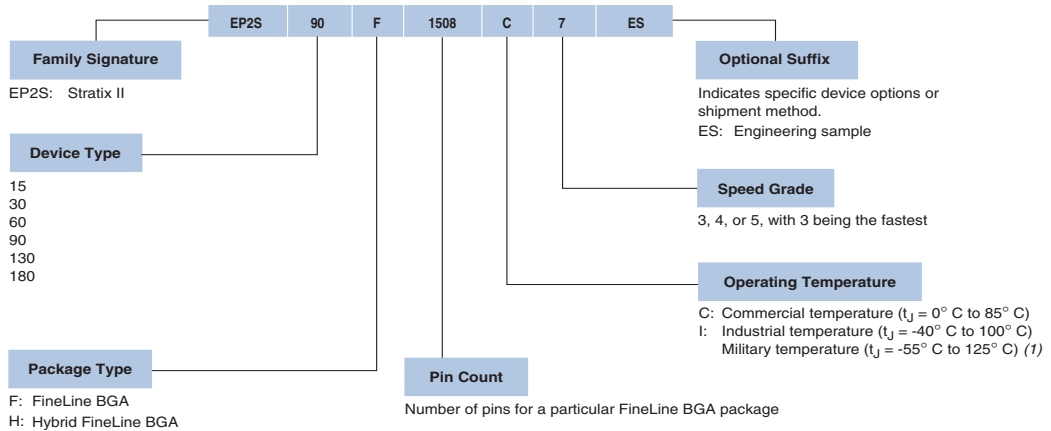 EP2S 90 F 1508 C 7 ES
Family Signature
EP2S: Stratix II
Optional Suffix
Indicates specific device options or
shipment method.
ES: Engineering sample
Device Type
15
30
60
90
130
180
Speed Grade
3, 4, or 5, with 3 being the fastest
Operating Temperature
C: Commercial temperature (tJ = 0° C to 85° C)
I: Industrial temperature (tJ = -40° C to 100° C)
Military temperature (tJ = -55° C to 125° C) (1)
Package Type
F: FineLine BGA
H: Hybrid FineLine BGA
Pin Count
Number of pins for a particular FineLine BGA package